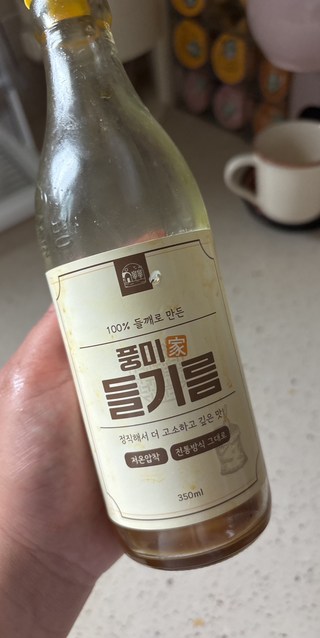 100% 들깨로 만든
풍미家
들기름
정직해서 더 고소하고 깊은 맛!
저온압착 전통방식 그대로
350ml